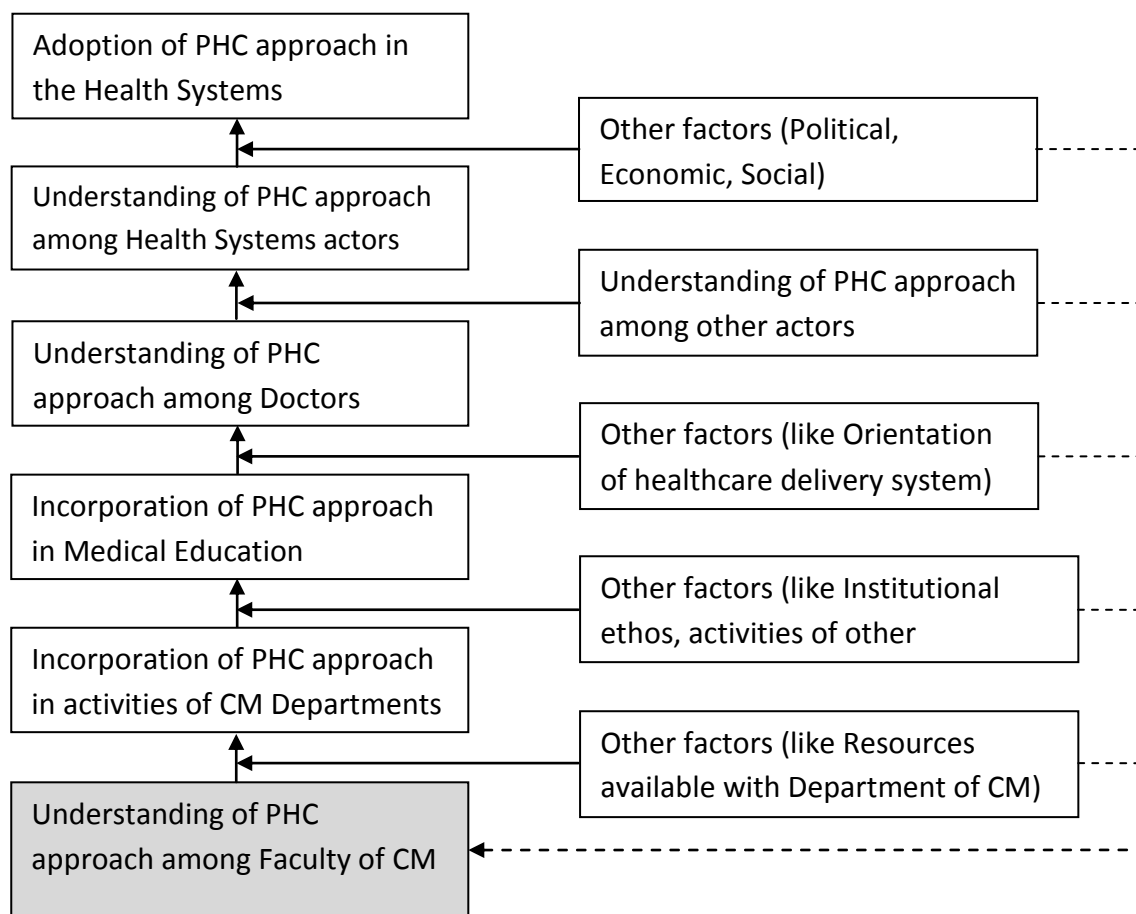 Adoption of PHC approach in
the Health Systems
Other factors (Political,
Economic, Social)
Understanding of PHC approach
among Health Systems actors
Understanding of PHC approach
among other actors
Understanding of PHC
approach among Doctors
Other factors (like Orientation
of healthcare delivery system)
Incorporation of PHC approach
in Medical Education
Other factors (like Institutional
ethos, activities of other
Incorporation of PHC approach
in activities of CM Departments
Other factors (like Resources
available with Department of CM)
Understanding of PHC
approach among Faculty of CM